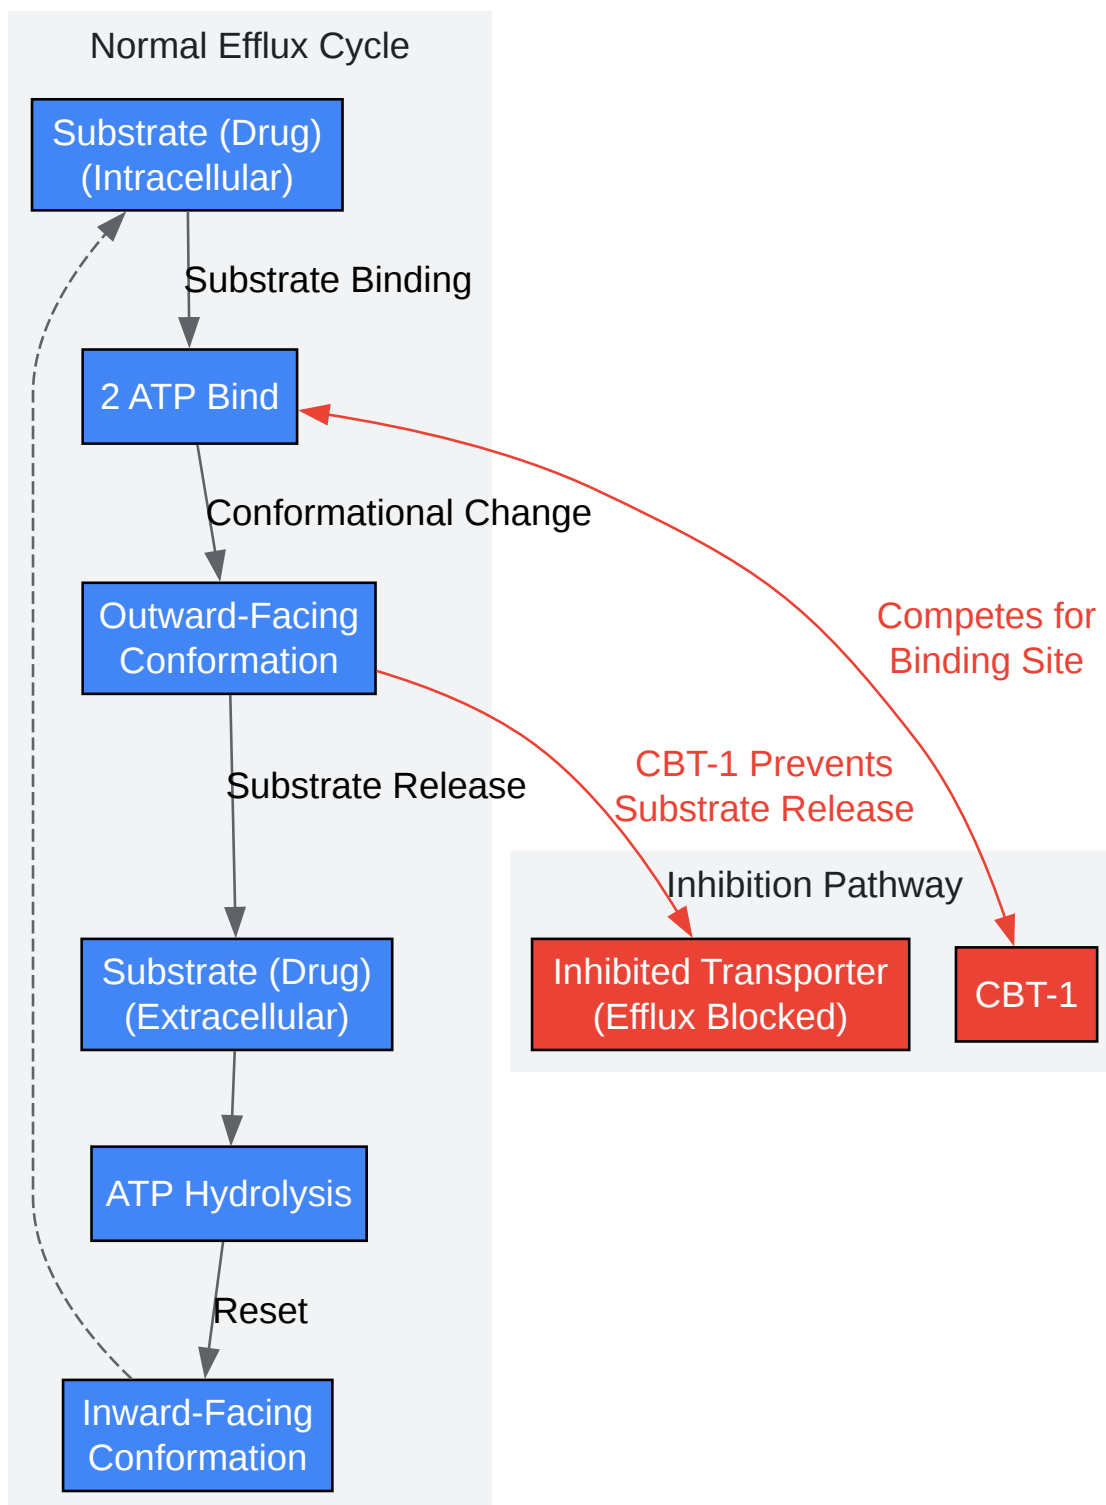 Normal Efflux Cycle
Substrate (Drug)
(Intracellular)
Substrate Binding
2 ATP Bind
Conformational Change
Outward-Facing
Conformation
Competes for
Binding Site
Substrate Release
CBT-1 Prevents
Substrate Release
Inhibition Pathway
Substrate (Drug)
(Extracellular)
Inhibited Transporter
(Efflux Blocked)
CBT-1
ATP Hydrolysis
Reset
Inward-Facing
Conformation